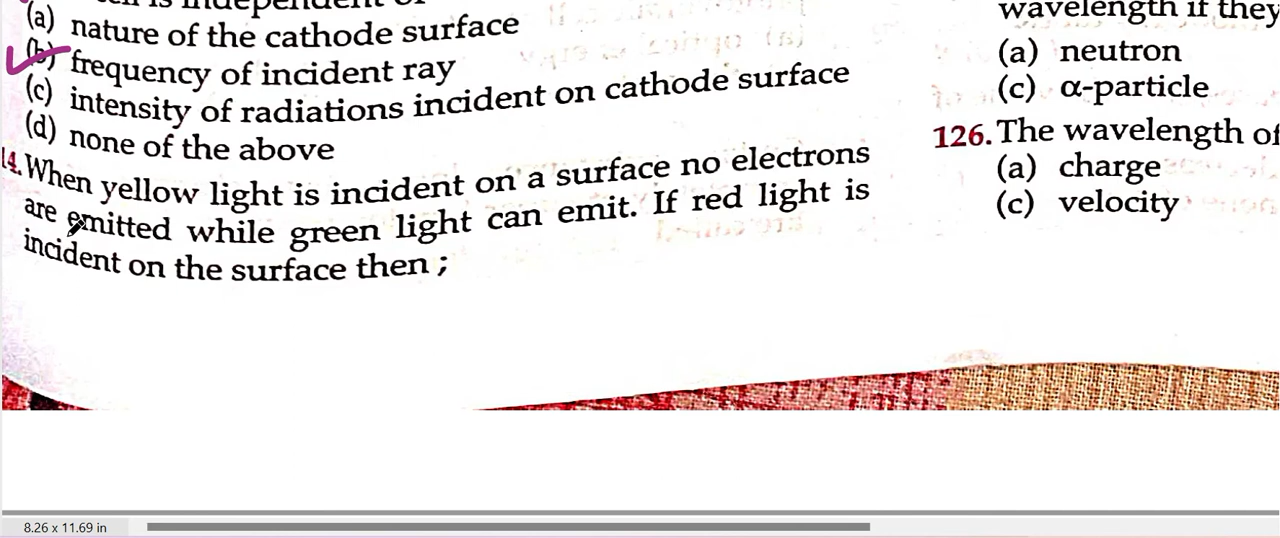 (a) nature of the cathode surface
(b) frequency of incident ray
(c) intensity of radiations incident on cathode surface
(d) none of the above
14. When yellow light is incident on a surface no electrons
are emitted while green light can emit. If red light is
incident on the surface then ;
wavelength if they
(a) neutron
(c) α-particle
126. The wavelength of
(a) charge
(c) velocity
8.26 x 11.69 in